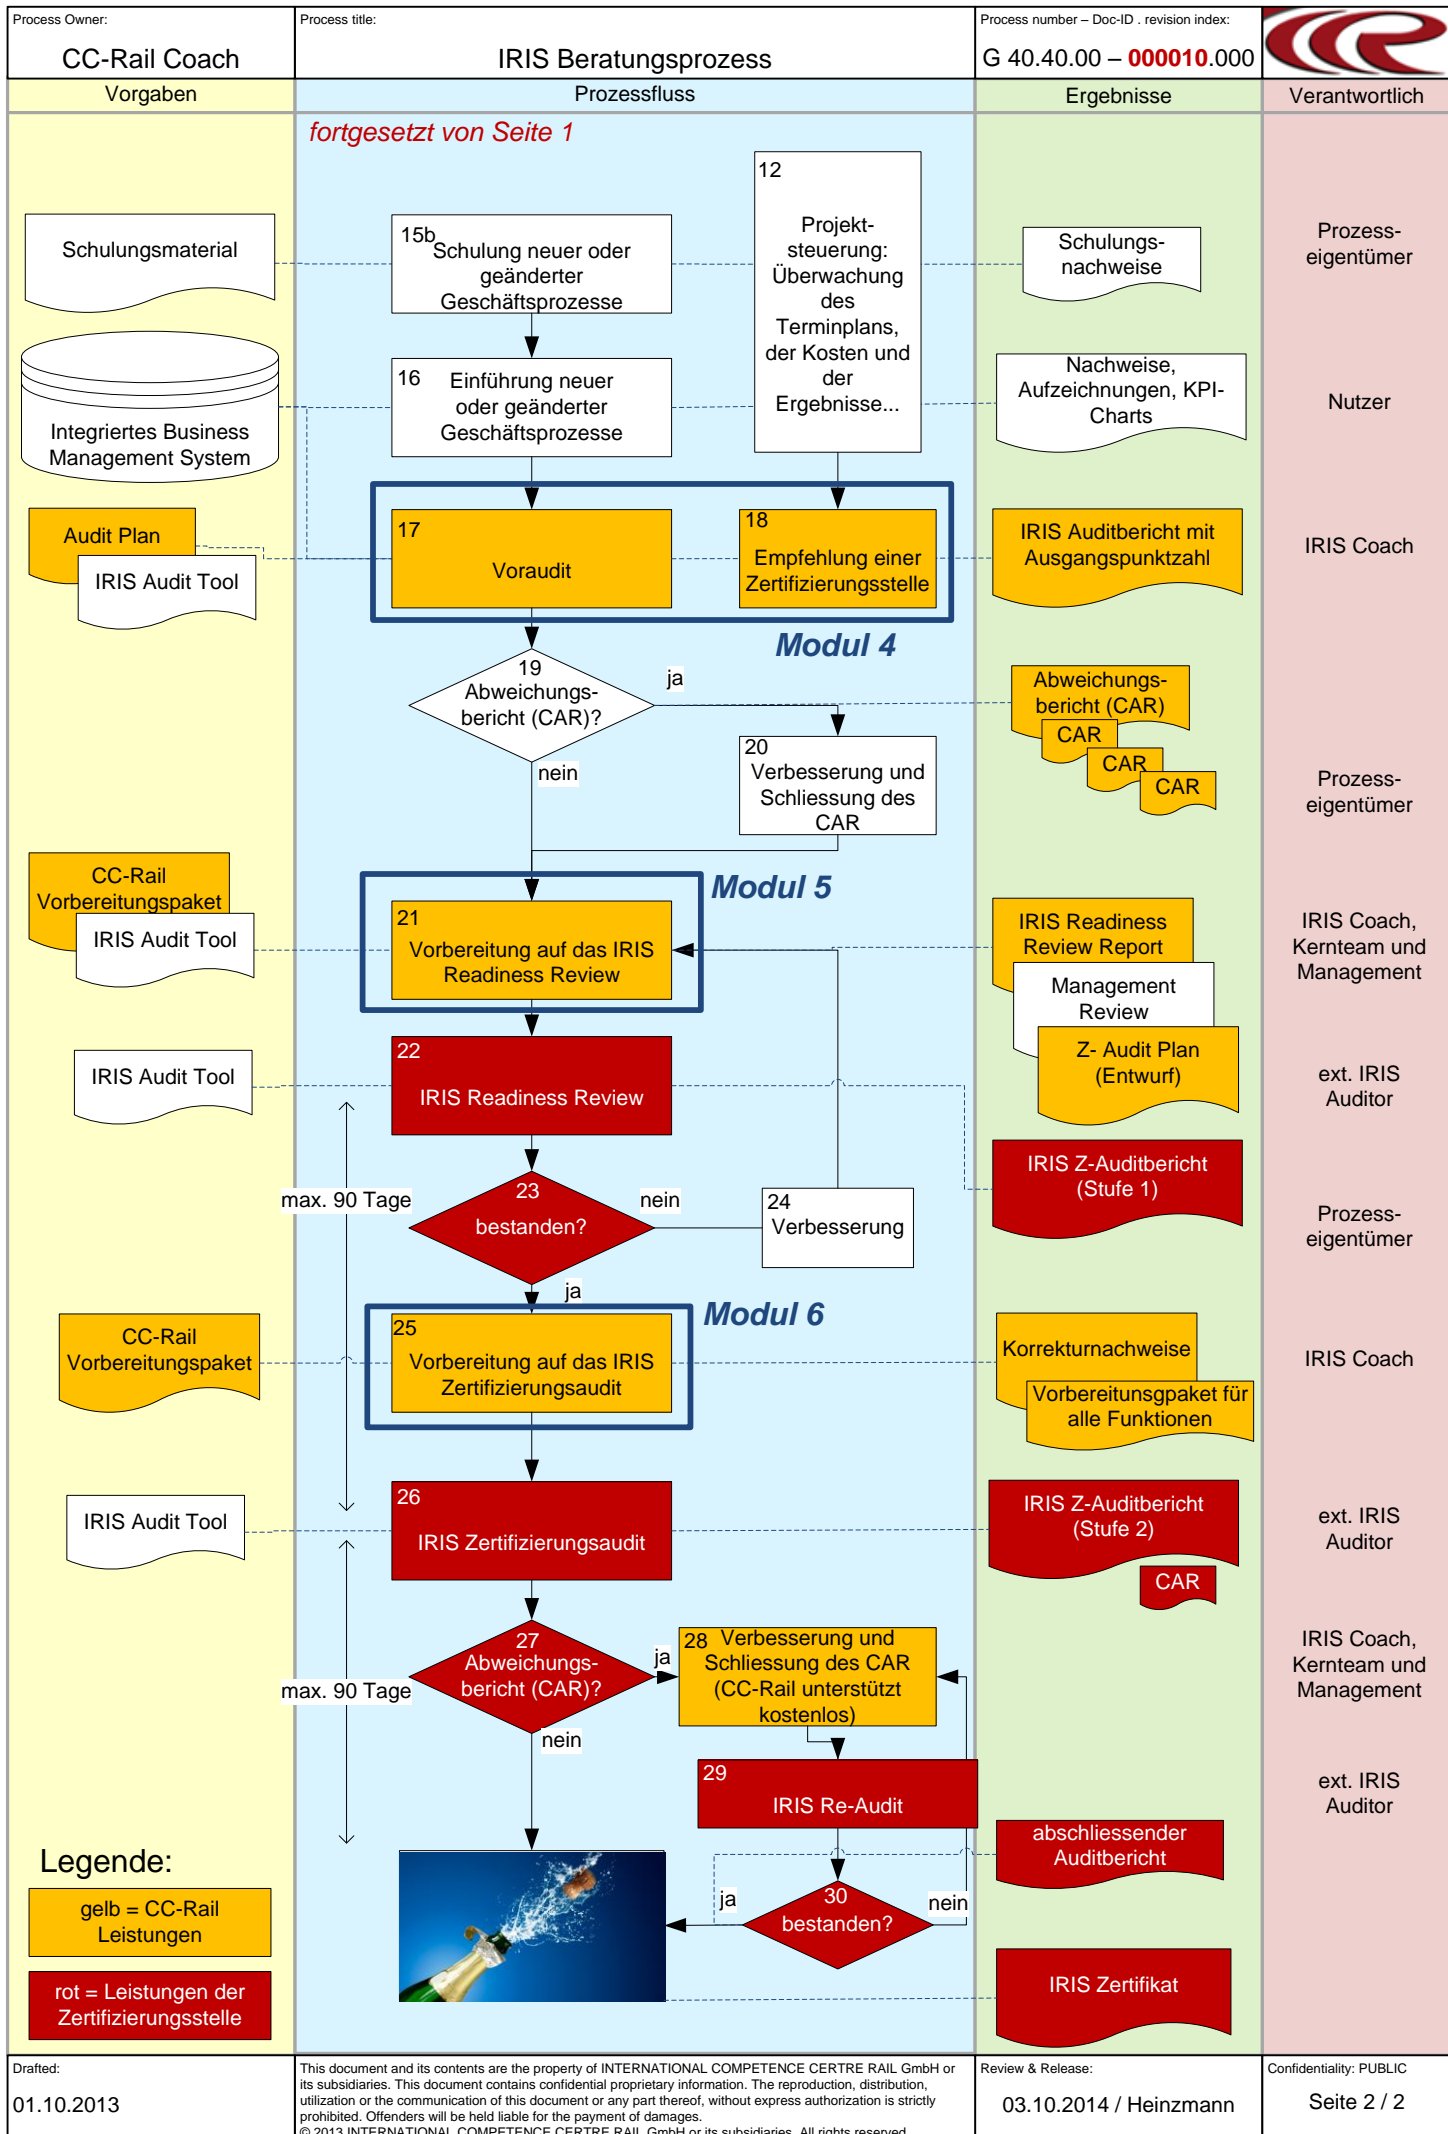 Process Owner:
CC-Rail Coach
Process title:
IRIS Beratungsprozess
Process number – Doc-ID . revision index:
G 40.40.00 – 000010.000
Vorgaben
Prozessfluss
Ergebnisse
Verantwortlich
fortgesetzt von Seite 1
12
Projekt-
steuerung:
Überwachung
des
Terminplans,
der Kosten und
der
Ergebnisse...
Schulungsmaterial
15b
Schulung neuer oder
geänderter
Geschäftsprozesse
Schulungs-
nachweise
Prozess-
eigentümer
Integriertes Business
Management System
16
Einführung neuer
oder geänderter
Geschäftsprozesse
Nachweise,
Aufzeichnungen, KPI-
Charts
Nutzer
Audit Plan
IRIS Audit Tool
17
Voraudit
18
Empfehlung einer
Zertifizierungsstelle
IRIS Auditbericht mit
Ausgangspunktzahl
IRIS Coach
Modul 4
19
Abweichungs-
bericht (CAR)?
ja
nein
Abweichungs-
bericht (CAR)
CAR
CAR
CAR
20
Verbesserung und
Schliessung des
CAR
Prozess-
eigentümer
CC-Rail
Vorbereitungspaket
IRIS Audit Tool
Modul 5
21
Vorbereitung auf das IRIS
Readiness Review
IRIS Readiness
Review Report
Management
Review
Z- Audit Plan
(Entwurf)
IRIS Coach,
Kernteam und
Management
IRIS Audit Tool
22
IRIS Readiness Review
ext. IRIS
Auditor
IRIS Z-Auditbericht
(Stufe 1)
max. 90 Tage
23
bestanden?
nein
ja
24
Verbesserung
Prozess-
eigentümer
CC-Rail
Vorbereitungspaket
Modul 6
25
Vorbereitung auf das IRIS
Zertifizierungsaudit
Korrekturnachweise
Vorbereitunsgpaket für
alle Funktionen
IRIS Coach
IRIS Audit Tool
26
IRIS Zertifizierungsaudit
IRIS Z-Auditbericht
(Stufe 2)
CAR
ext. IRIS
Auditor
max. 90 Tage
27
Abweichungs-
bericht (CAR)?
ja
nein
28
Verbesserung und
Schliessung des CAR
(CC-Rail unterstützt
kostenlos)
IRIS Coach,
Kernteam und
Management
29
IRIS Re-Audit
ext. IRIS
Auditor
abschliessender
Auditbericht
30
bestanden?
ja
nein
IRIS Zertifikat
Legende:
gelb = CC-Rail
Leistungen
rot = Leistungen der
Zertifizierungsstelle
Drafted:
01.10.2013
This document and its contents are the property of INTERNATIONAL COMPETENCE CERTRE RAIL GmbH or
its subsidiaries. This document contains confidential proprietary information. The reproduction, distribution,
utilization or the communication of this document or any part thereof, without express authorization is strictly
prohibited. Offenders will be held liable for the payment of damages.
© 2013 INTERNATIONAL COMPETENCE CERTRE RAIL GmbH or its subsidiaries. All rights reserved
Review & Release:
03.10.2014 / Heinzmann
Confidentiality: PUBLIC
Seite 2 / 2